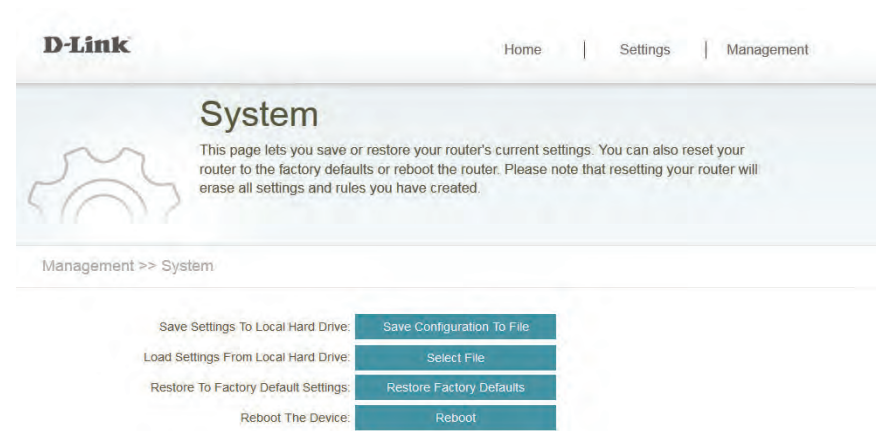 D-Link
Home | Settings | Management
System
This page lets you save or restore your router's current settings. You can also reset your
router to the factory defaults or reboot the router. Please note that resetting your router will
erase all settings and rules you have created.
Management >> System
Save Settings To Local Hard Drive: Save Configuration To File
Load Settings From Local Hard Drive: Select File
Restore To Factory Default Settings: Restore Factory Defaults
Reboot The Device: Reboot